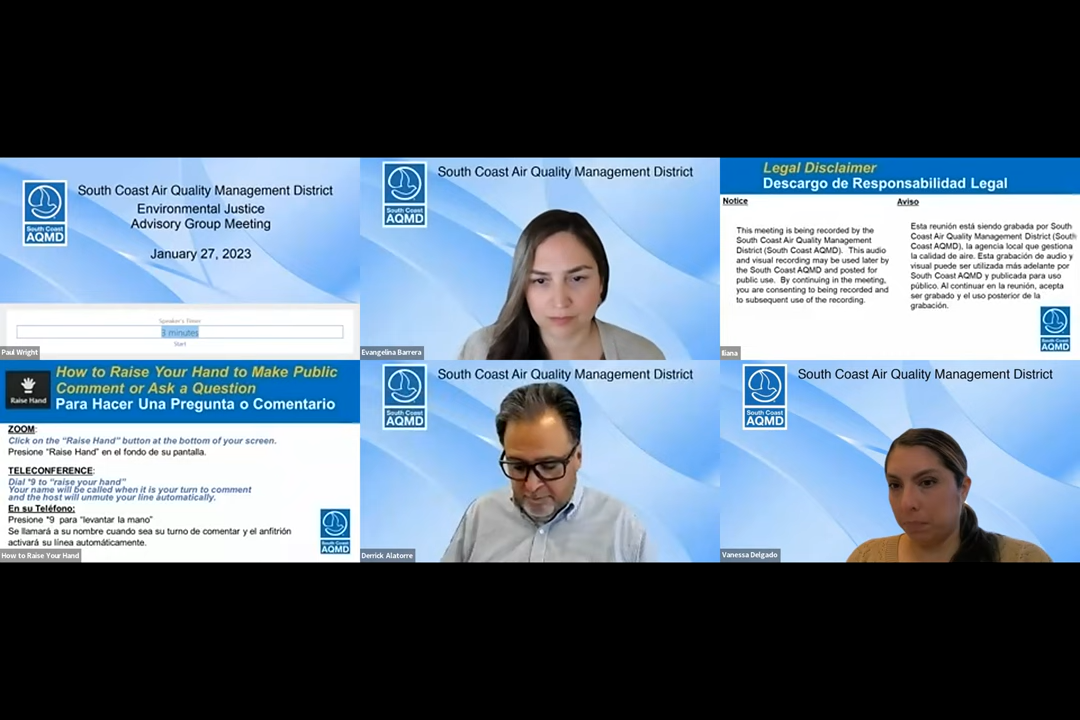 South Coast Air Quality Management District
Environmental Justice
Advisory Group Meeting
January 27, 2023
South Coast
AQMD
Speaker's Timer
3 minutes
Start
Paul Wright
South Coast Air Quality Management District
South Coast
AQMD
Evangelina Barrera
Legal Disclaimer
Descargo de Responsabilidad Legal
Notice
This meeting is being recorded by the
South Coast Air Quality Management
District (South Coast AQMD). This audio
and visual recording may be used later by
the South Coast AQMD and posted for
public use. By continuing in the meeting,
you are consenting to being recorded and
to subsequent use of the recording.
Aviso
Esta reunión está siendo grabada por South
Coast Air Quality Management District (South
Coast AQMD), la agencia local que gestiona
la calidad de aire. Esta grabación de audio y
visual puede ser utilizada más adelante por
South Coast AQMD y publicada para uso
público. Al continuar en la reunión, acepta
ser grabado y el uso posterior de la
grabación.
South Coast
AQMD
Iliana
Raise Hand
How to Raise Your Hand to Make Public
Comment or Ask a Question
Para Hacer Una Pregunta o Comentario
ZOOM:
Click on the “Raise Hand” button at the bottom of your screen.
Presione “Raise Hand” en el fondo de su pantalla.
TELECONFERENCE:
Dial *9 to “raise your hand”
Your name will be called when it is your turn to comment
and the host will unmute your line automatically.
En su Teléfono:
Presione *9 para “levantar la mano”
Se llamará a su nombre cuando sea su turno de comentar y el anfitrión
activará su línea automáticamente.
South Coast
AQMD
How to Raise Your Hand
South Coast Air Quality Management District
South Coast
AQMD
Derrick Alatorre
South Coast Air Quality Management District
South Coast
AQMD
Vanessa Delgado